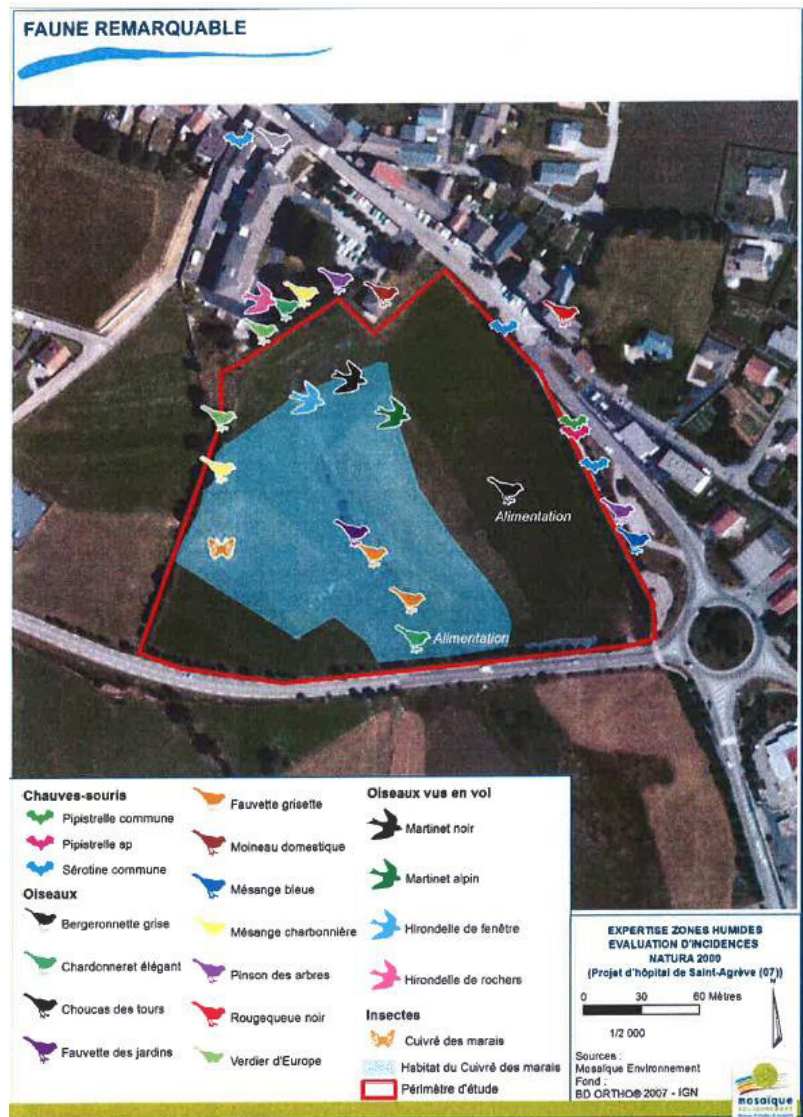 FAUNE REMARQUABLE
Alimentation
Alimentation
Chauves-souris
Pipistrelle commune
Pipistrelle sp
Sérotine commune
Oiseaux
Bergeronnette grise
Chardonneret élégant
Choucas des tours
Fauvette des jardins
Fauvette grisette
Moineau domestique
Mésange bleue
Mésange charbonnière
Pinson des arbres
Rougequeue noir
Verdier d'Europe
Oiseaux vus en vol
Martinet noir
Martinet alpin
Hirondelle de fenêtre
Hirondelle de rochers
Insectes
Cuivré des marais
Habitat du Cuivré des marais
Périmètre d'étude
EXPERTISE ZONES HUMIDES
EVALUATION D'INCIDENCES
NATURA 2000
(Projet d'hôpital de Saint-Agrève (07))
N
0 30 60 Mètres
1/2 000
Sources :
Mosaïque Environnement
Fond :
BD ORTHO® 2007 - IGN
mosaïque